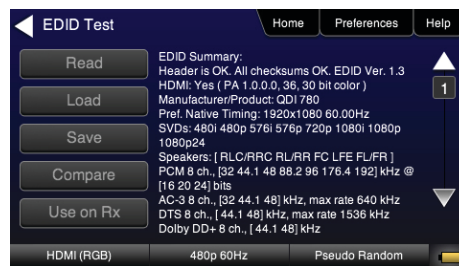 EDID Test
Home
Preferences
Help
Read
Load
Save
Compare
Use on Rx
EDID Summary:
Header is OK. All checksums OK. EDID Ver. 1.3
HDMI: Yes ( PA 1.0.0.0, 36, 30 bit color )
Manufacturer/Product: QDI 780
Pref. Native Timing: 1920x1080 60.00Hz
SVDs: 480i 480p 576i 576p 720p 1080i 1080p
1080p24
Speakers: [ RLC/RRC RL/RR FC LFE FL/FR ]
PCM 8 ch., [32 44.1 48 88.2 96 176.4 192] kHz @
[16 20 24] bits
AC-3 8 ch., [32 44.1 48] kHz, max rate 640 kHz
DTS 8 ch., [ 44.1 48] kHz, max rate 1536 kHz
Dolby DD+ 8 ch., [ 44.1 48] kHz
1
HDMI (RGB)
480p 60Hz
Pseudo Random